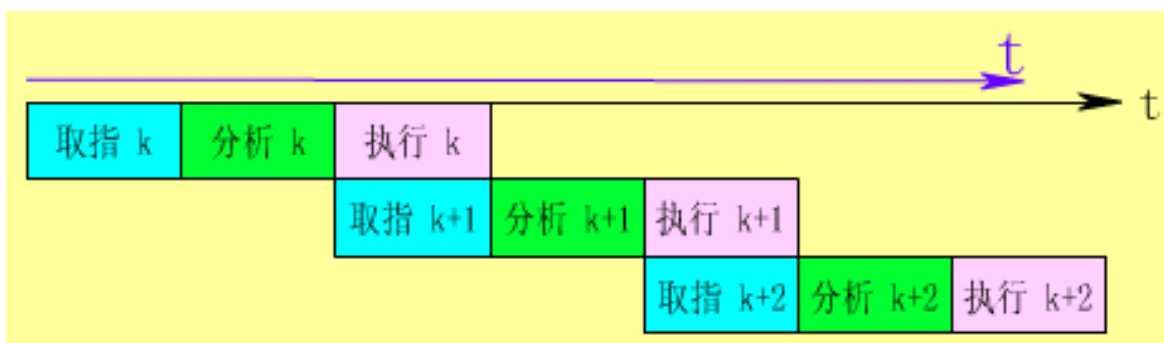 t
t
取指 k 分析 k 执行 k
取指 k+1 分析 k+1 执行 k+1
取指 k+2 分析 k+2 执行 k+2